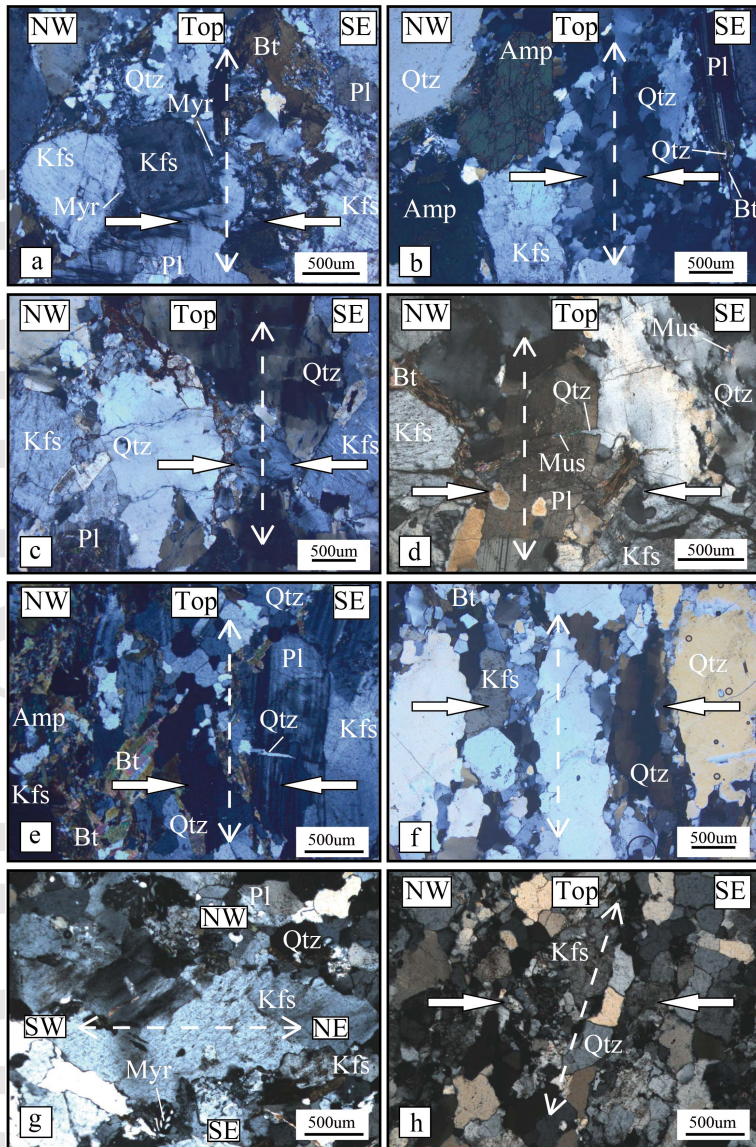 NW Top Bt SE
Qtz
Myr
Pl
Kfs Kfs
Myr
Kfs
Pl
a 500um
NW Top SE
Amp
Pl
Qtz
Qtz
Qtz
Amp
Bt
Kfs
b 500um
NW Top SE
Qtz
Kfs Qtz Kfs
Pl
c 500um
NW Top SE
Mus
Bt
Qtz Qtz
Kfs
Mus
Pl
Kfs
d 500um
NW Top Qtz SE
Pl
Amp
Qtz
Bt
Kfs Kfs
Qtz
Bt
e 500um
Bt
Kfs Qtz
Qtz
f 500um
Pl
NW
Qtz
Kfs
SW NE
Kfs
Myr
SE
g 500um
NW Top SE
Kfs
Qtz
h 500um